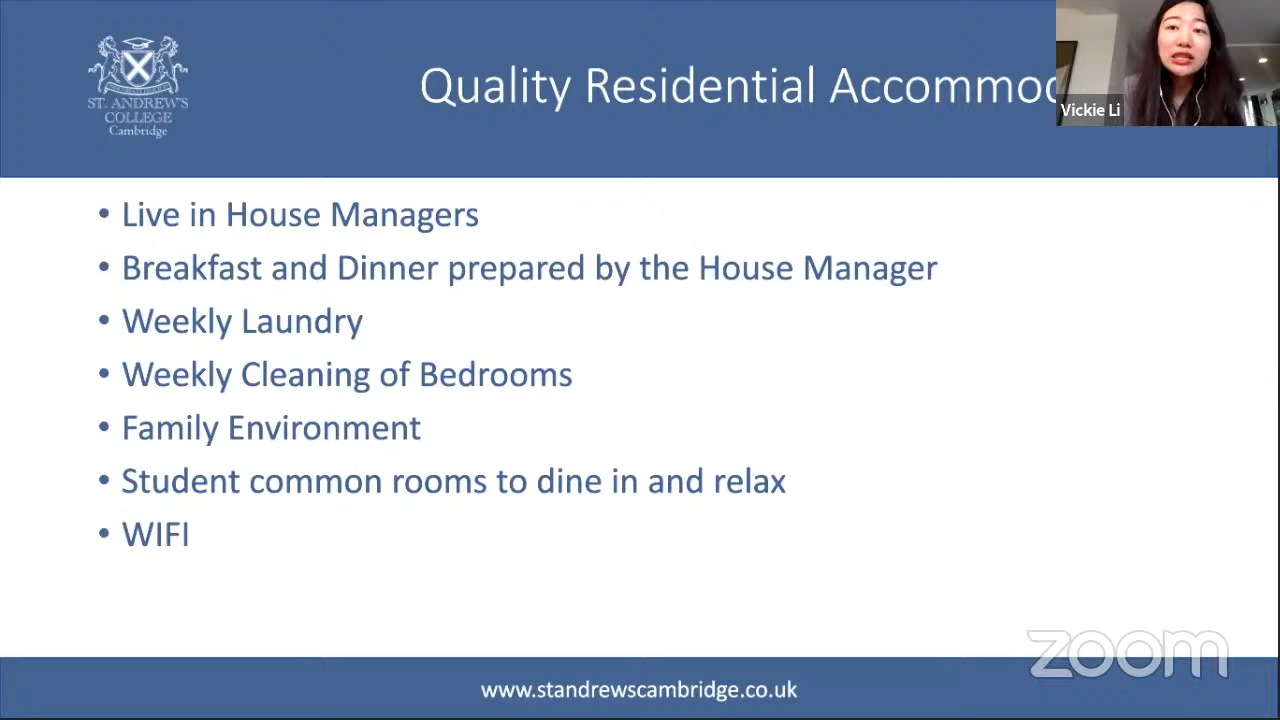 ST. ANDREW'S
COLLEGE
Cambridge
Quality Residential Accommo
Vickie Li
• Live in House Managers
• Breakfast and Dinner prepared by the House Manager
• Weekly Laundry
• Weekly Cleaning of Bedrooms
• Family Environment
• Student common rooms to dine in and relax
• WIFI
zoom
www.standrewscambridge.co.uk